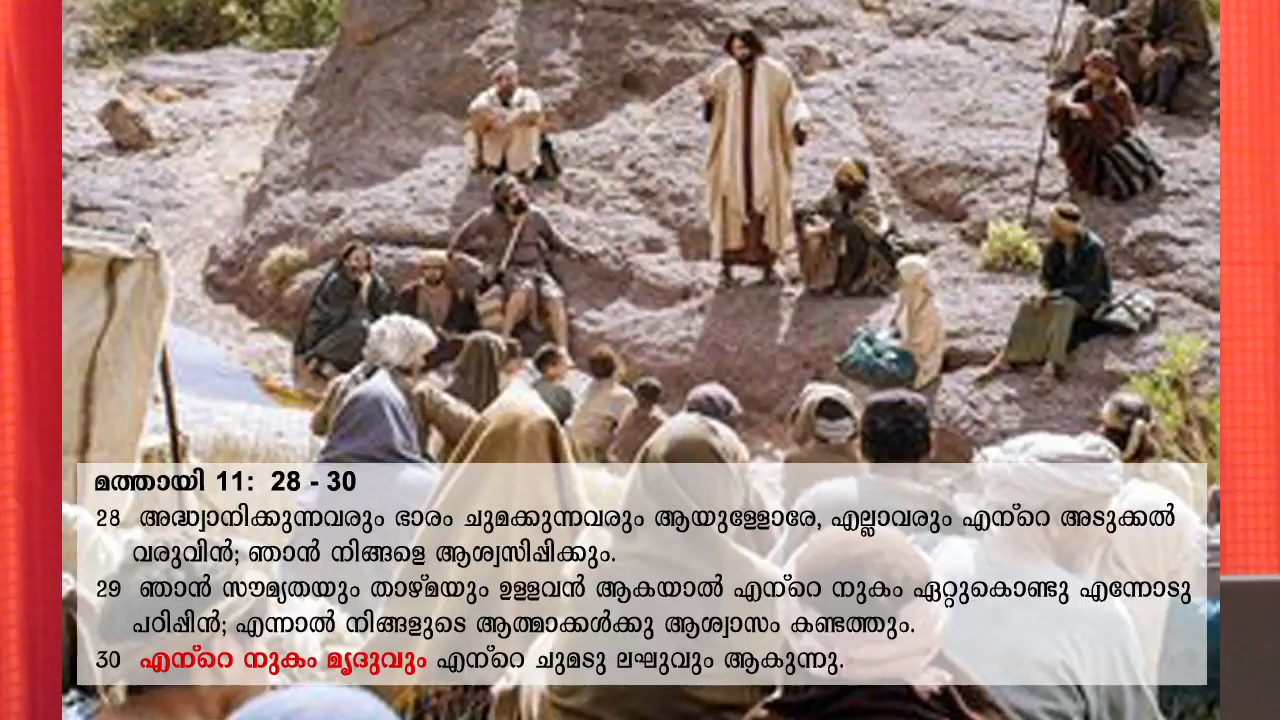 മത്തായി 11: 28 - 30
28 അദ്ധ്വാനിക്കുന്നവരും ഭാരം ചുമക്കുന്നവരും ആയുള്ളോരേ, എല്ലാവരും എന്റെ അടുക്കൽ
വരുവിൻ; ഞാൻ നിങ്ങളെ ആശ്വസിപ്പിക്കും.
29 ഞാൻ സൗമ്യതയും താഴ്മയും ഉള്ളവൻ ആകയാൽ എന്റെ നുകം ഏറ്റുകൊണ്ടു എന്നോടു
പഠിപ്പിൻ; എന്നാൽ നിങ്ങളുടെ ആത്മാക്കൾക്കു ആശ്വാസം കണ്ടത്തും.
30 എന്റെ നുകം മൃദുവും എന്റെ ചുമടു ലഘുവും ആകുന്നു.